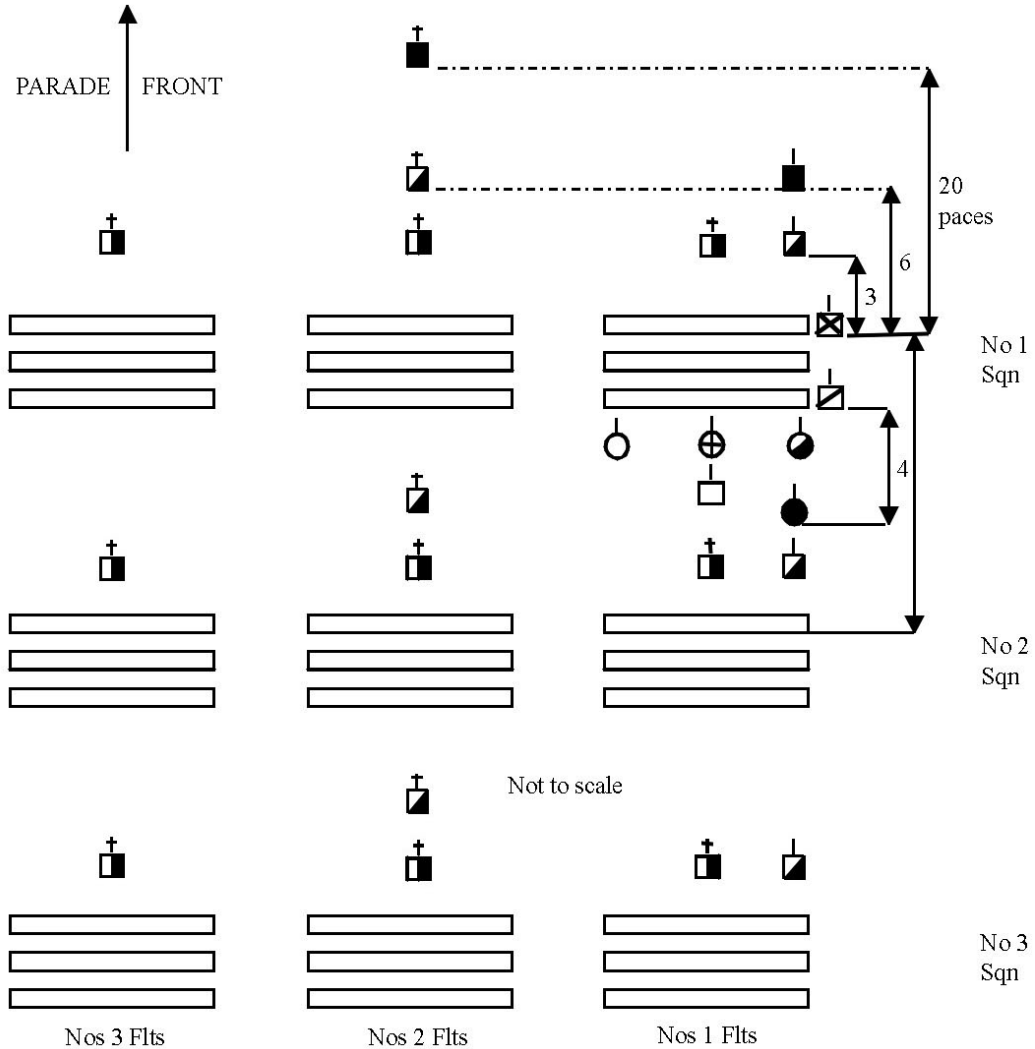 PARADE FRONT
20
paces
6
3
No 1
Sqn
4
No 2
Sqn
Not to scale
No 3
Sqn
Nos 3 Flts
Nos 2 Flts
Nos 1 Flts